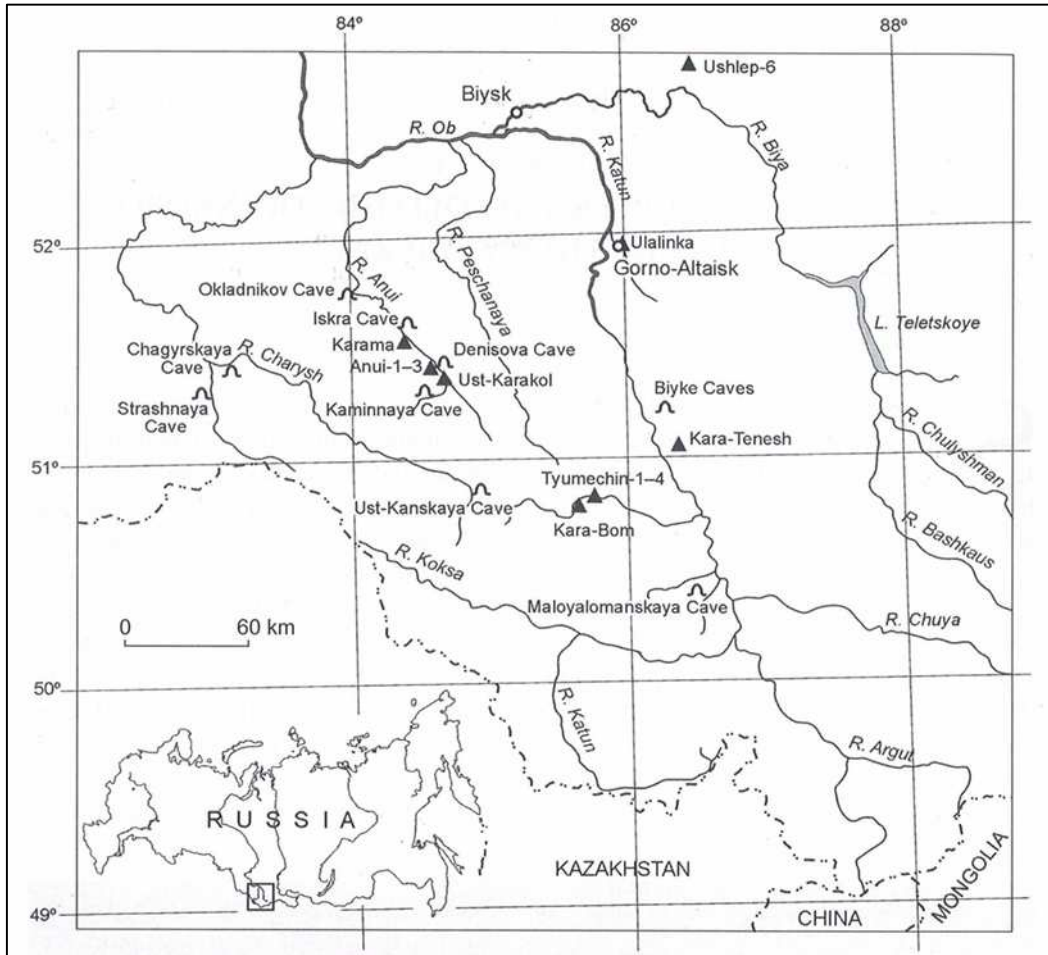 84º
86º
88º
Ushlep-6
Biysk
R. Ob
R. Biya
R. Katun
52º
Ulalinka
Gorno-Altaisk
R. Anui
R. Peschanaya
Okladnikov Cave
Iskra Cave
L. Teletskoye
Karama
Chagyrskaya
Cave
R. Charysh
Anui-1–3
Denisova Cave
Ust-Karakol
Strashnaya
Cave
Kaminnaya Cave
Biyke Caves
Kara-Tenesh
R. Chulyshman
51º
Tyumechin-1–4
Ust-Kanskaya Cave
Kara-Bom
R. Bashkaus
R. Koksa
Maloyalomanskaya Cave
R. Chuya
0 60 km
50º
R. Katun
R. Argut
RUSSIA
KAZAKHSTAN
MONGOLIA
CHINA
49º